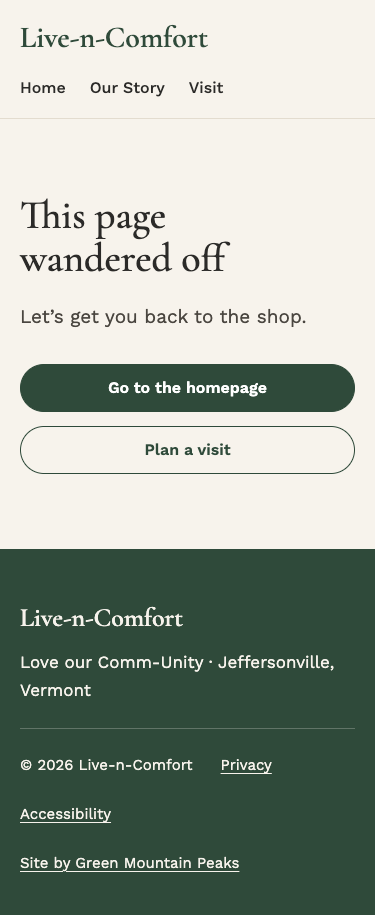 Live-n-Comfort
Home Our Story Visit
This page
wandered off
Let’s get you back to the shop.
Go to the homepage
Plan a visit
Live-n-Comfort
Love our Comm-Unity · Jeffersonville,
Vermont
© 2026 Live-n-Comfort Privacy
Accessibility
Site by Green Mountain Peaks